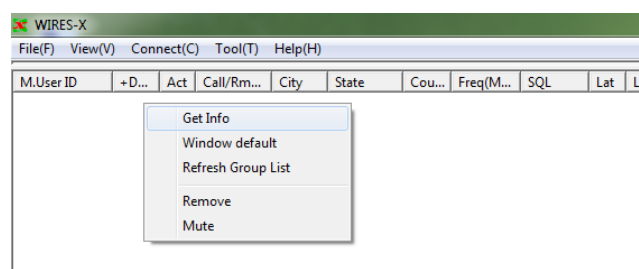 WIRES-X
File(F) View(V) Connect(C) Tool(T) Help(H)
M.User ID +D... Act Call/Rm... City State Cou... Freq(M... SQL Lat L
Get Info
Window default
Refresh Group List
Remove
Mute